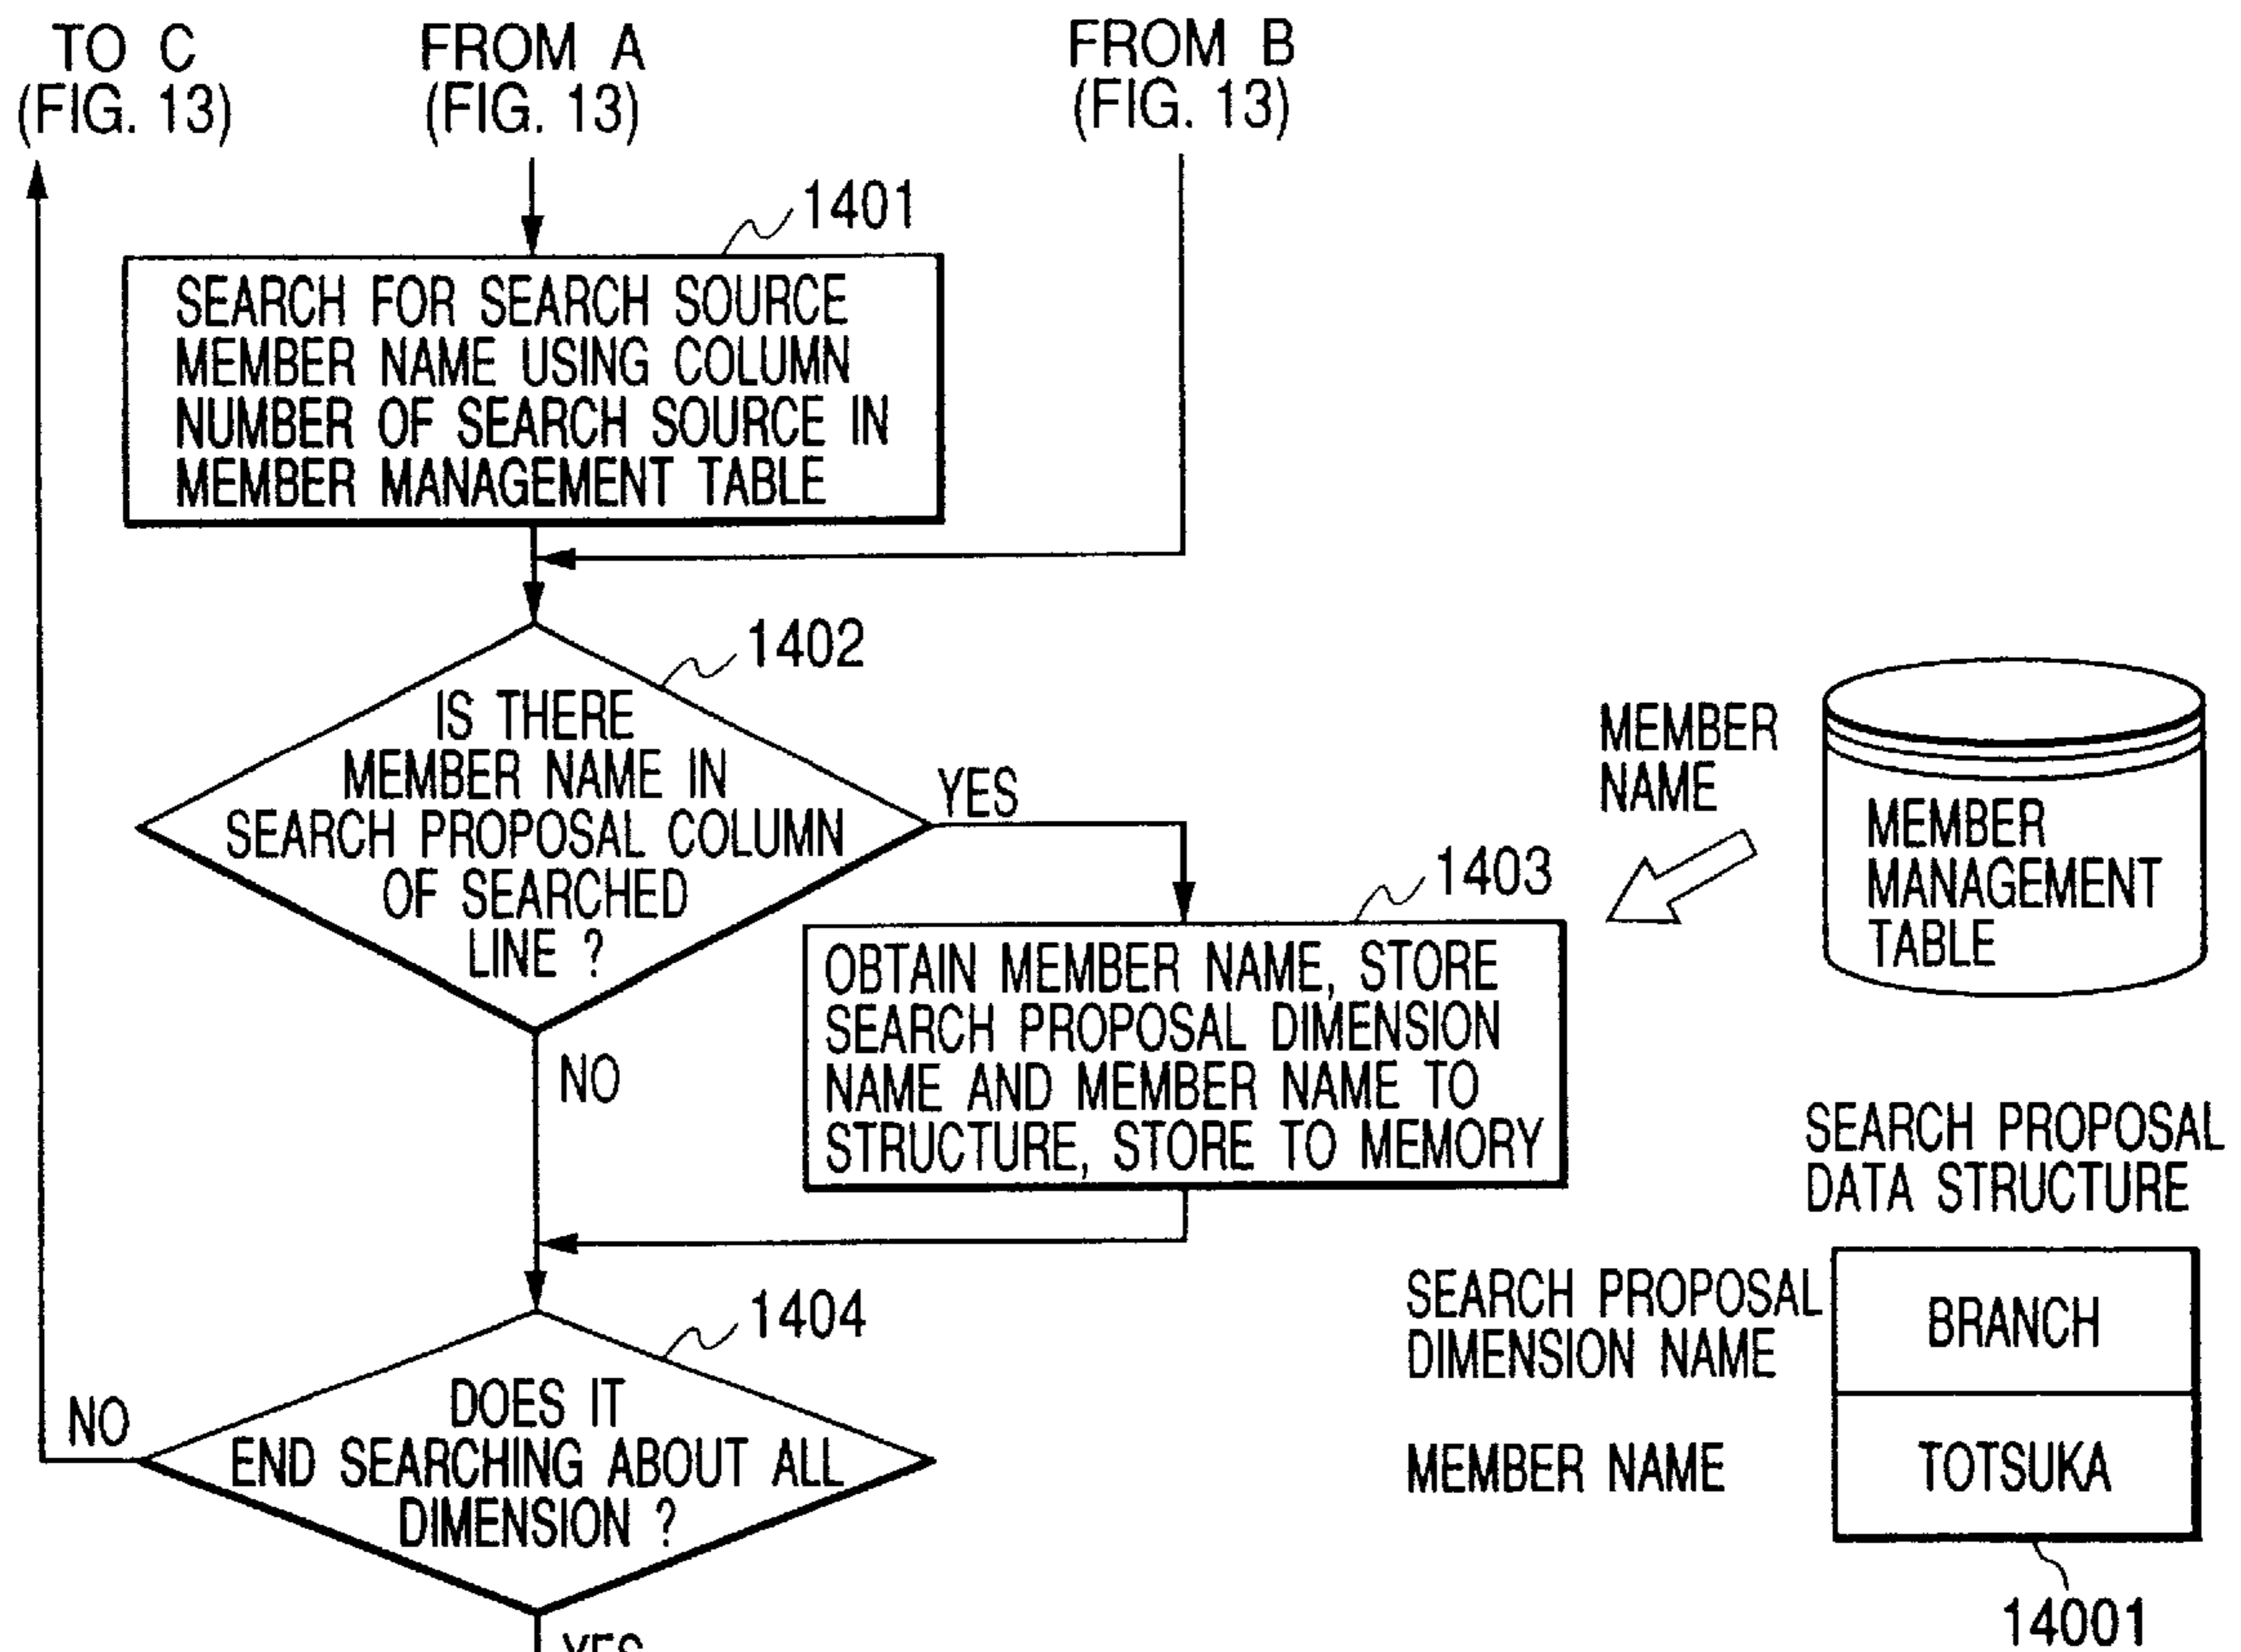 TO C
(FIG. 13)
FROM A
(FIG. 13)
FROM B
(FIG. 13)
1401
SEARCH FOR SEARCH SOURCE
MEMBER NAME USING COLUMN
NUMBER OF SEARCH SOURCE IN
MEMBER MANAGEMENT TABLE
1402
IS THERE
MEMBER NAME IN
SEARCH PROPOSAL COLUMN
OF SEARCHED
LINE ?
YES
NO
MEMBER
NAME
MEMBER
MANAGEMENT
TABLE
1403
OBTAIN MEMBER NAME, STORE
SEARCH PROPOSAL DIMENSION
NAME AND MEMBER NAME TO
STRUCTURE, STORE TO MEMORY
SEARCH PROPOSAL
DATA STRUCTURE
SEARCH PROPOSAL
DIMENSION NAME
BRANCH
MEMBER NAME
TOTSUKA
14001
1404
DOES IT
END SEARCHING ABOUT ALL
DIMENSION ?
NO
YES